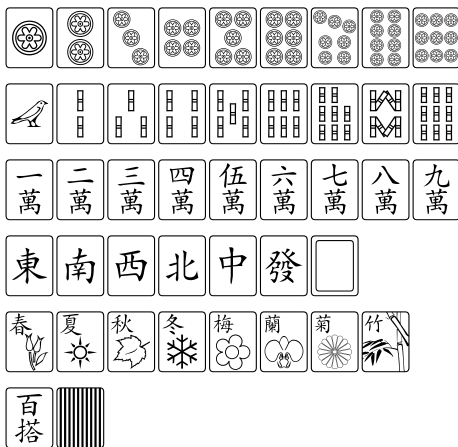 一萬 二萬 三萬 四萬 伍萬 六萬 七萬 八萬 九萬
東 南 西 北 中 發
春 夏 秋 冬 梅 蘭 菊 竹
百搭